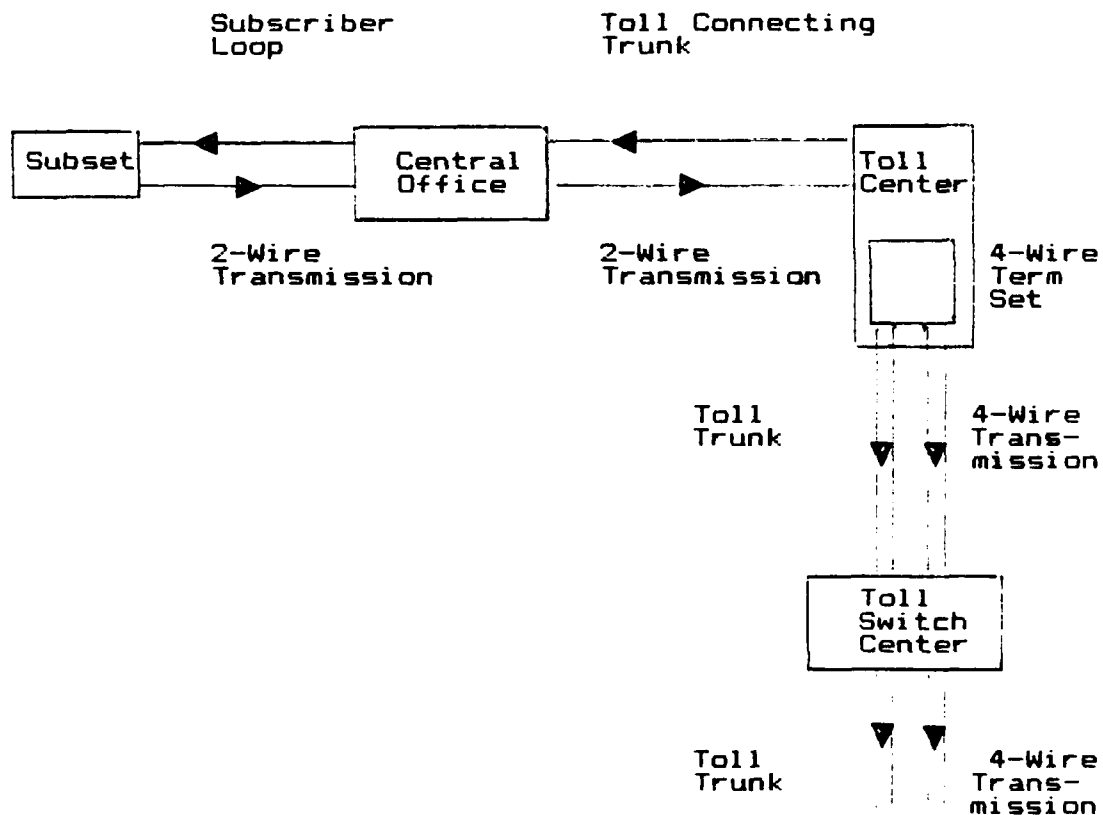 Subscriber
Loop
Toll Connecting
Trunk
Subset
Central
Office
Toll
Center
2-Wire
Transmission
2-Wire
Transmission
4-Wire
Term
Set
Toll
Trunk
4-Wire
Trans-
mission
Toll
Switch
Center
Toll
Trunk
4-Wire
Trans-
mission